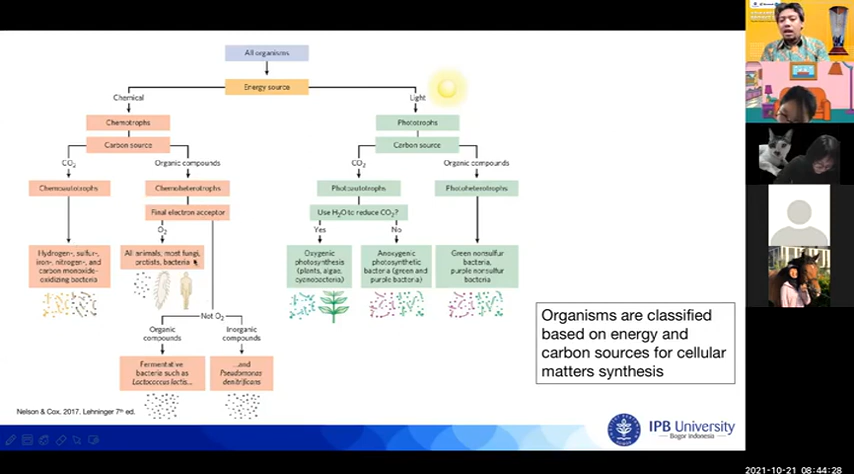 All organisms
Energy source
Chemical
Light
Chemotrophs
Carbon source
CO2
Organic compounds
Chemoautotrophs
Chemoheterotrophs
Final electron acceptor
O2
Hydrogen-, sulfur-,
iron-, nitrogen-, and
carbon monoxide-
oxidizing bacteria
All animals, most fungi,
protists, bacteria
Not O2
Organic
compounds
Inorganic
compounds
Fermentative
bacteria such as
Lactococcus lactis...
...and
Pseudomonas
denitrificans
Phototrophs
Carbon source
CO2
Organic compounds
Photoautotrophs
Photoheterotrophs
Use H2O to reduce CO2?
Yes
No
Oxygenic
photosynthesis
(plants, algae,
cyanobacteria)
Anoxygenic
photosynthetic
bacteria (green and
purple bacteria)
Green nonsulfur
bacteria,
purple nonsulfur
bacteria
Organisms are classified
based on energy and
carbon sources for cellular
matters synthesis
Nelson & Cox. 2017. Lehninger 7th ed.
IPB University
Bogor Indonesia
2021-10-21 08:44:28